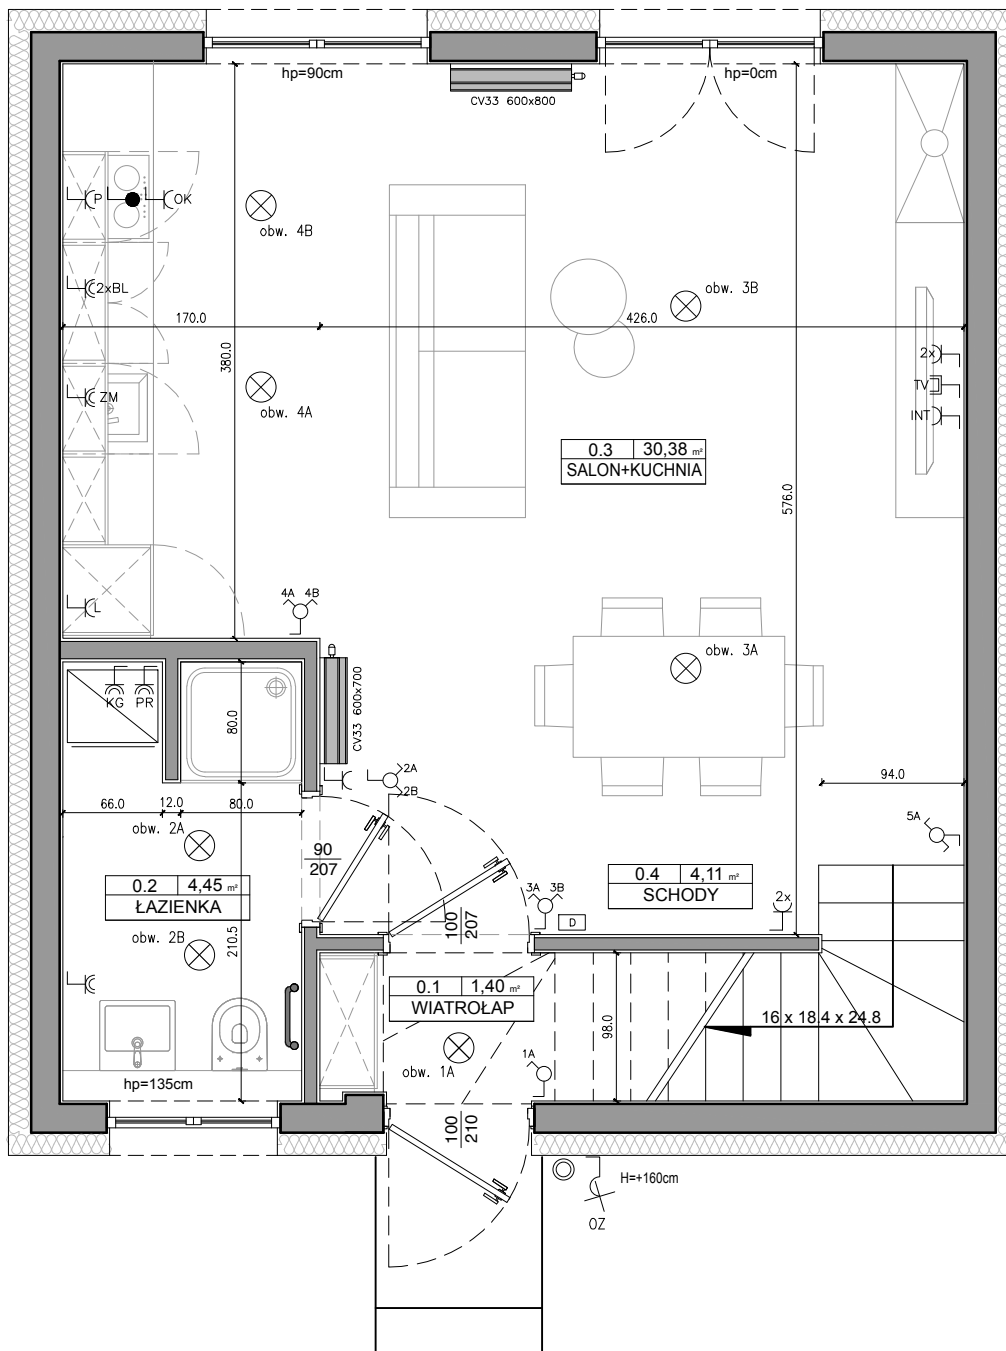 hp=90cm
hp=0cm
CV33 600x800
P
OK
obw. 4B
2xBL
obw. 3B
170.0
426.0
380.0
2x
TV
ZM
obw. 4A
INT
0.3 30,38 m²
SALON+KUCHNIA
576.0
4A 4B
L
obw. 3A
KG PR
80.0
CV33 600x700
2A
2B
94.0
66.0 12.0 80.0
obw. 2A
5A
90
207
0.2 4,45 m²
ŁAZIENKA
100
207
0.4 4,11 m²
SCHODY
3A 3B
D
2x
obw. 2B
210.5
0.1 1,40 m²
WIATROŁAP
98.0
16 x 18.4 x 24.8
obw. 1A
1A
hp=135cm
100
210
H=+160cm
OZ